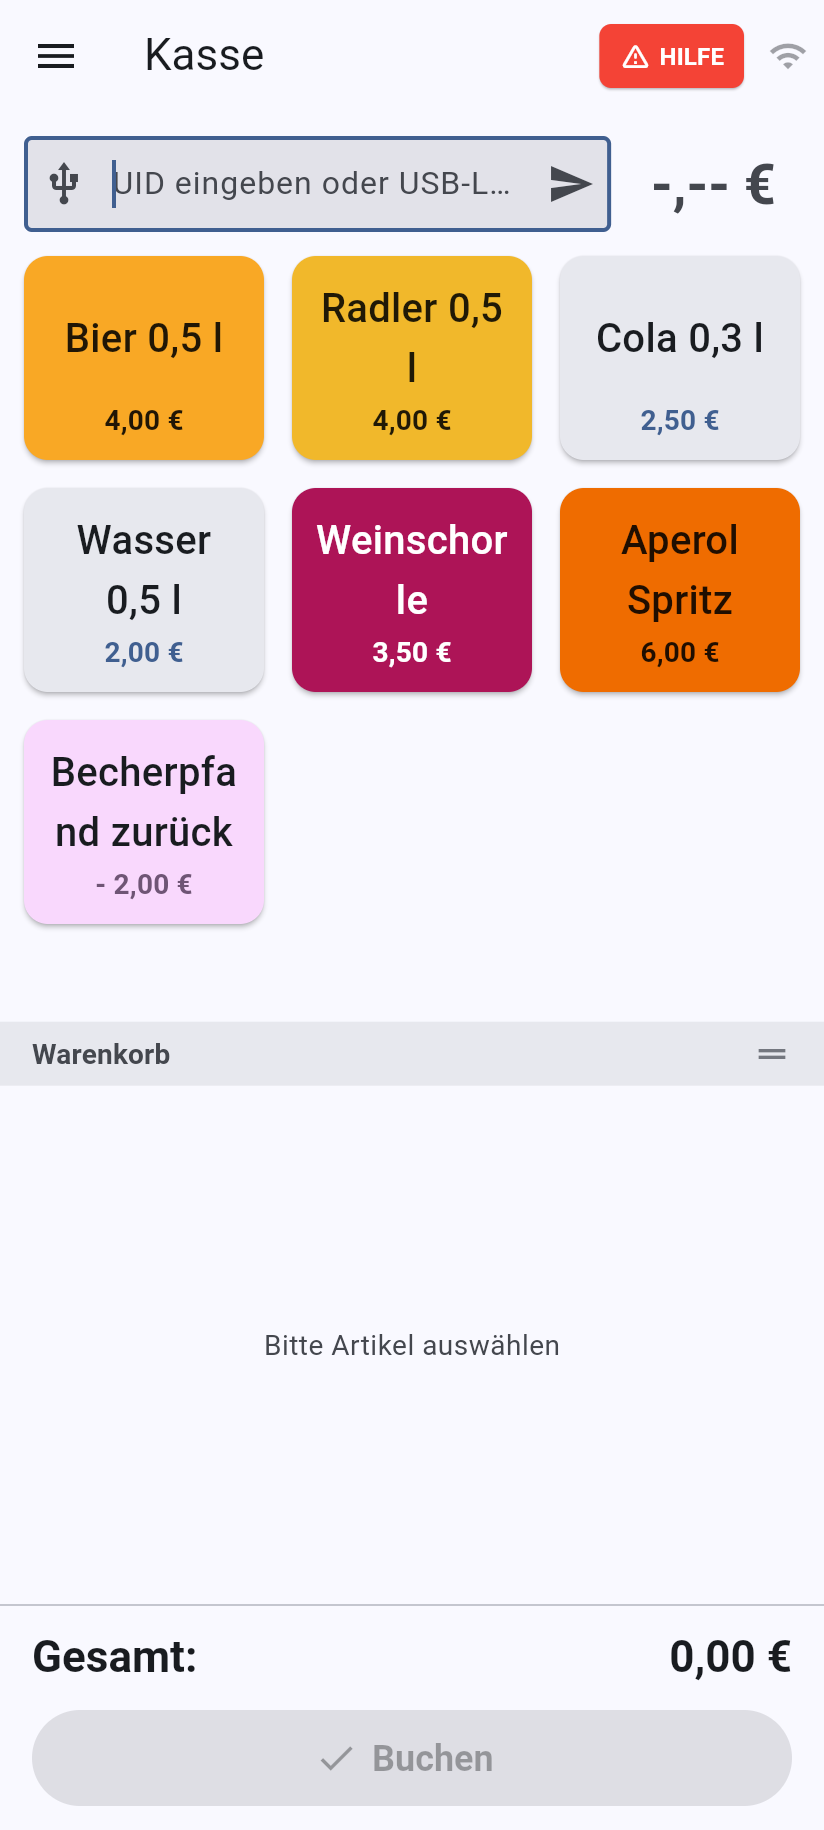 Kasse
HILFE
UID eingeben oder USB-L...
-,-- €
Bier 0,5 l
4,00 €
Radler 0,5
l
4,00 €
Cola 0,3 l
2,50 €
Wasser
0,5 l
2,00 €
Weinschor
le
3,50 €
Aperol
Spritz
6,00 €
Becherpfa
nd zurück
- 2,00 €
Warenkorb
Bitte Artikel auswählen
Gesamt:
0,00 €
Buchen